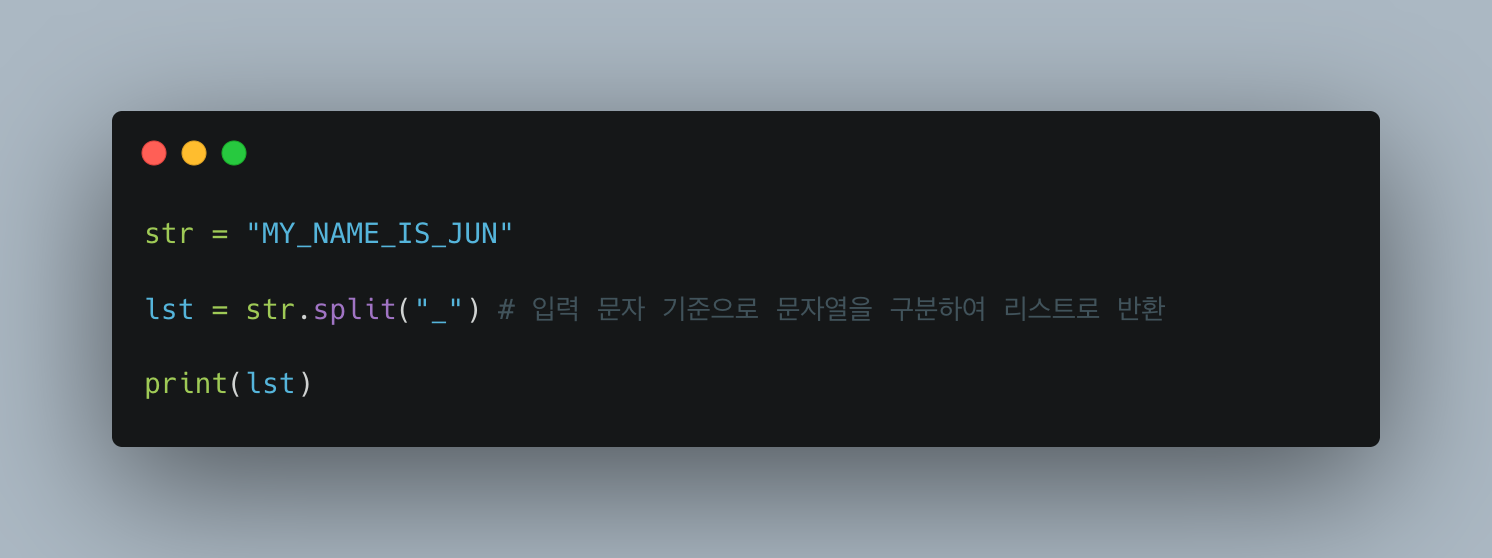 str = "MY_NAME_IS_JUN"
lst = str.split("_") # 입력 문자 기준으로 문자열을 구분하여 리스트로 반환
print(lst)